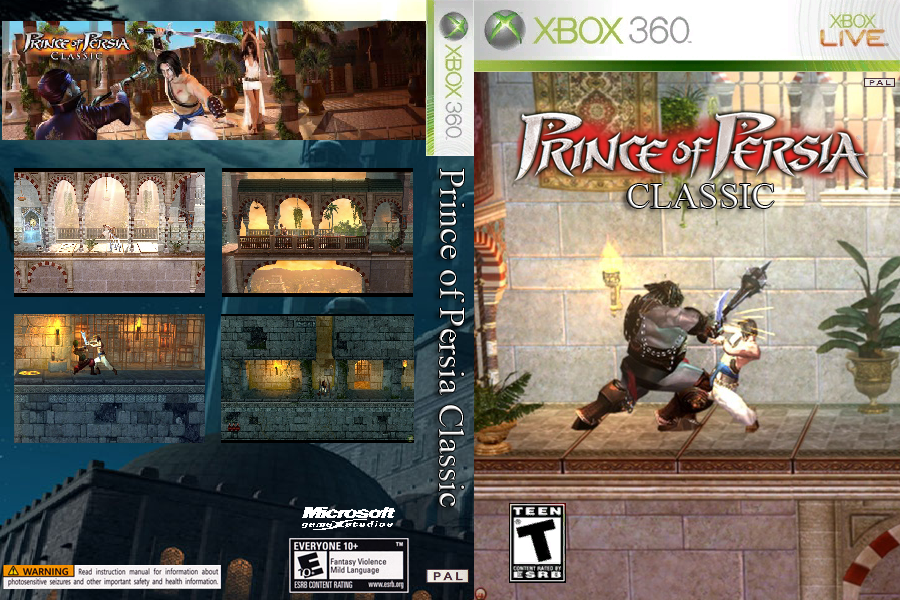 PRINCE OF PERSIA
CLASSIC
Microsoft
game studios
WARNING Read instruction manual for information about
photosensitive seizures and other important safety and health information.
EVERYONE 10+ ™
E
10+
Fantasy Violence
Mild Language
ESRB CONTENT RATING www.esrb.org
XBOX 360
Prince of Persia Classic
PAL
XBOX 360
XBOX
LIVE
PAL
PRINCE OF PERSIA
CLASSIC
TEEN
T
CONTENT RATED BY
ESRB